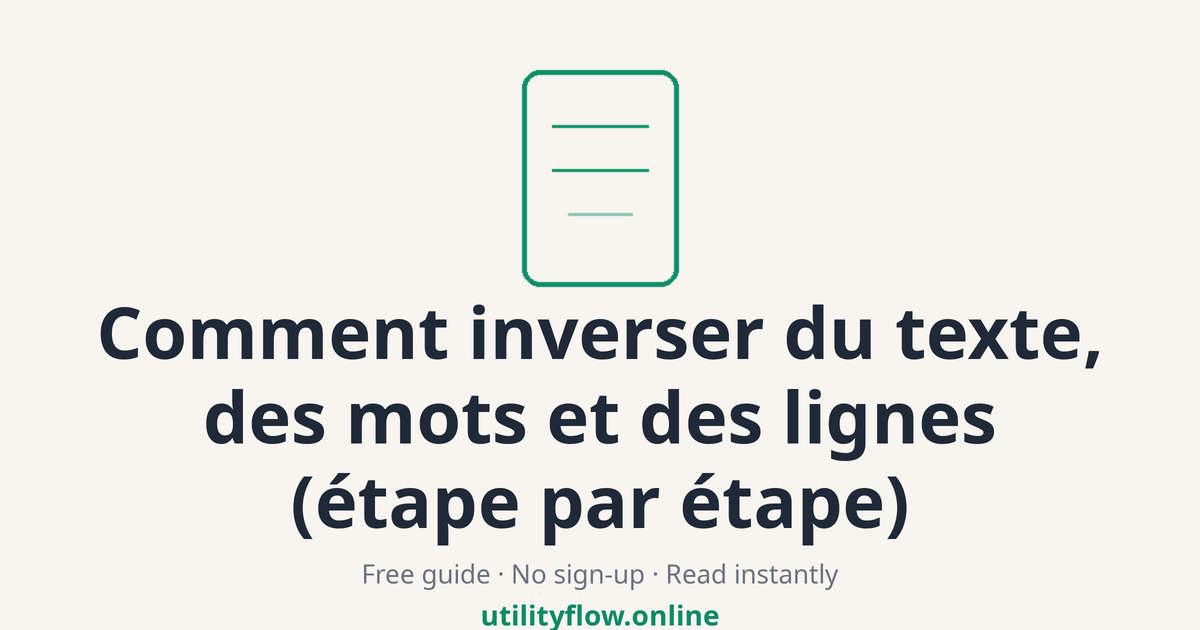 Comment inverser du texte,
des mots et des lignes
(étape par étape)
Free guide · No sign-up · Read instantly
utilityflow.online